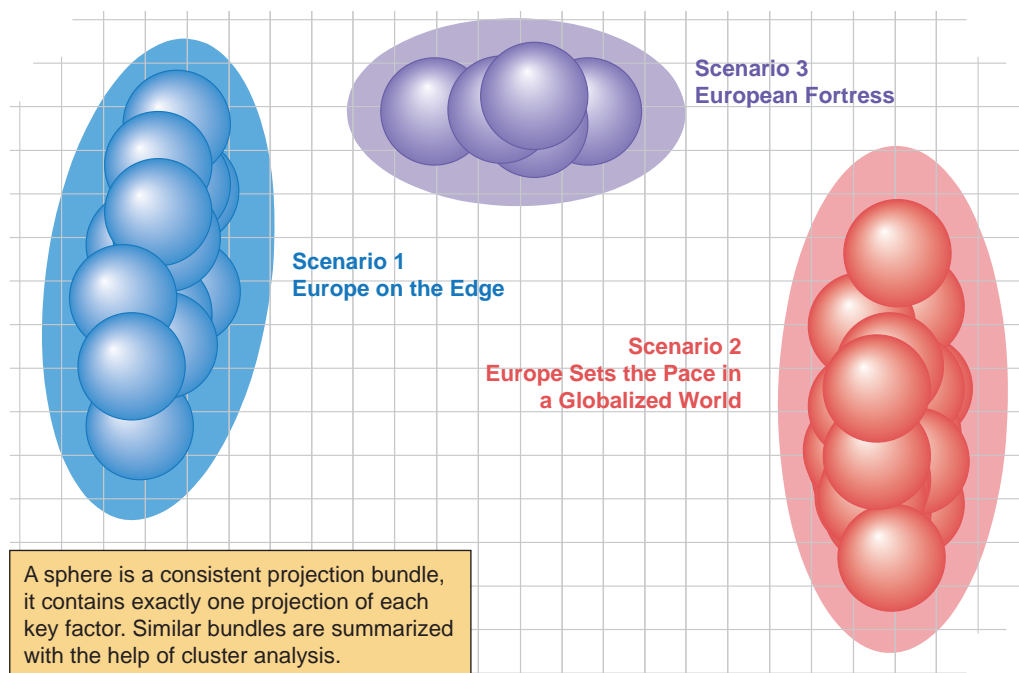 Scenario 3
European Fortress
Scenario 1
Europe on the Edge
Scenario 2
Europe Sets the Pace in
a Globalized World
A sphere is a consistent projection bundle,
it contains exactly one projection of each
key factor. Similar bundles are summarized
with the help of cluster analysis.